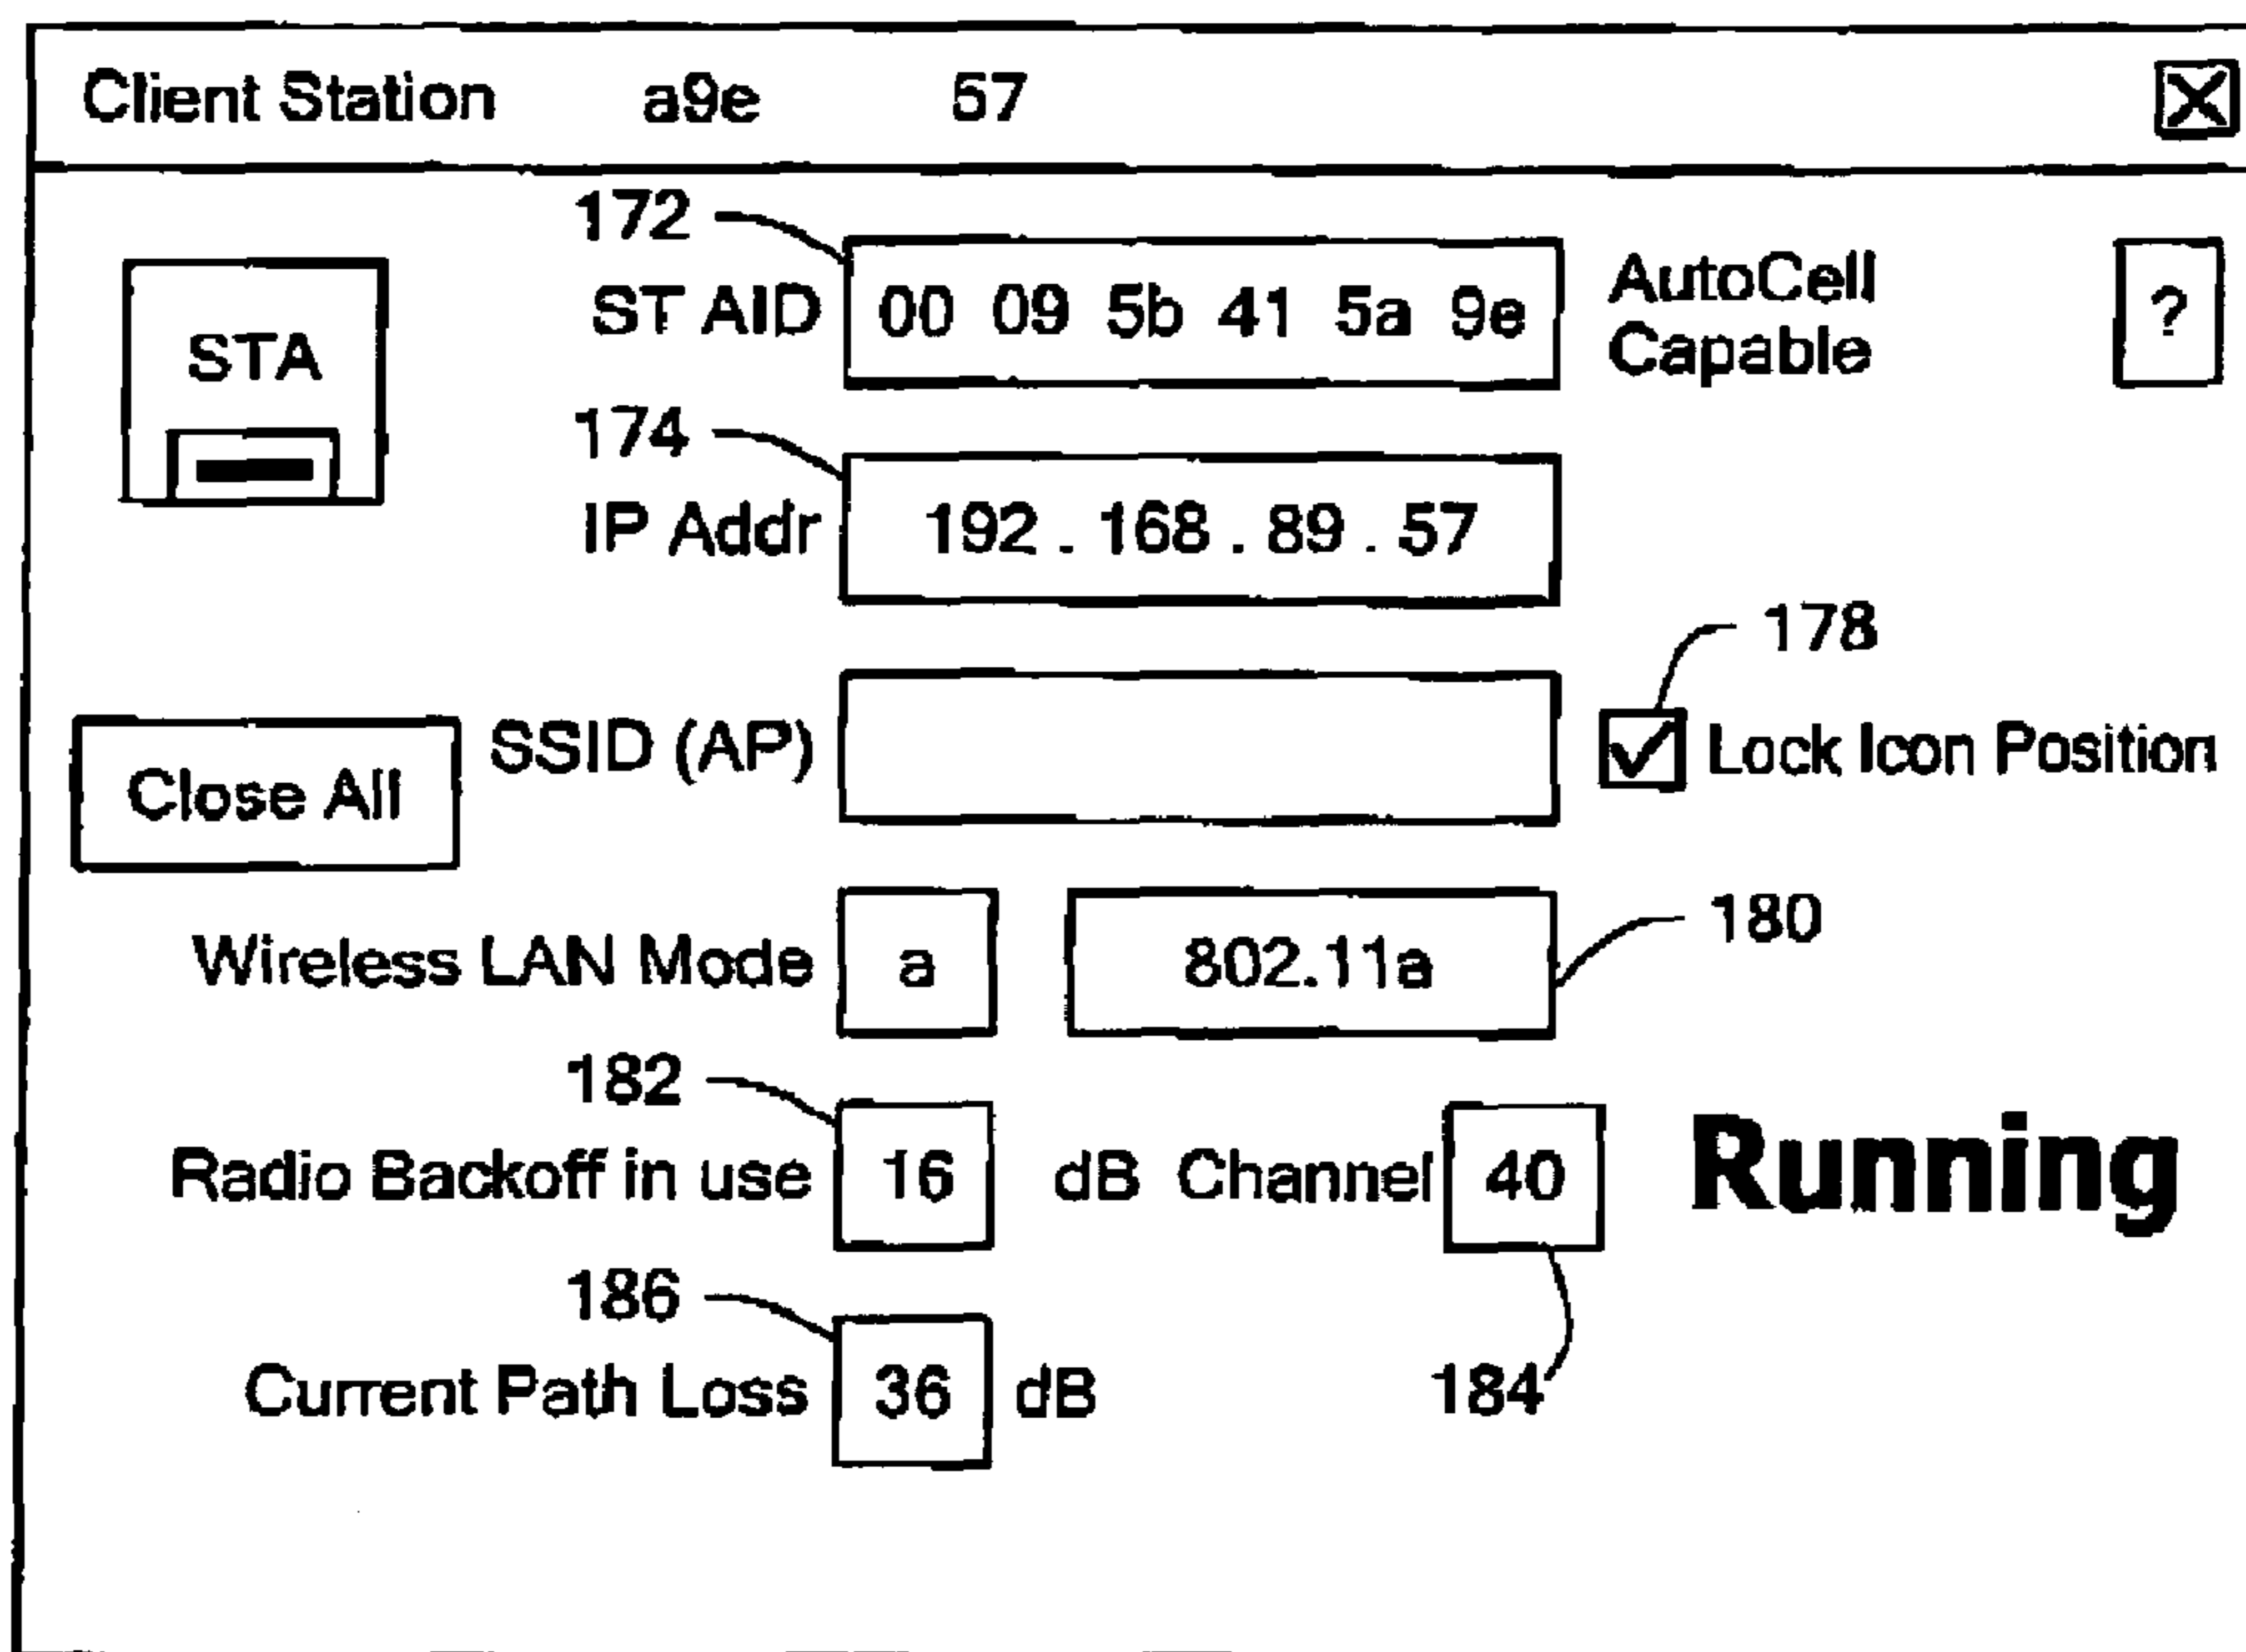 Client Station a9e 57
172
ST AID 00 09 5b 41 5a 9e AutoCell Capable ?
STA
174
IP Addr 192 . 168 . 89 . 57
178
SSID (AP) Lock Icon Position
Close All
180
Wireless LAN Mode a 802.11a
182
Radio Backoff in use 16 dB Channel 40 Running
186
Current Path Loss 36 dB 184